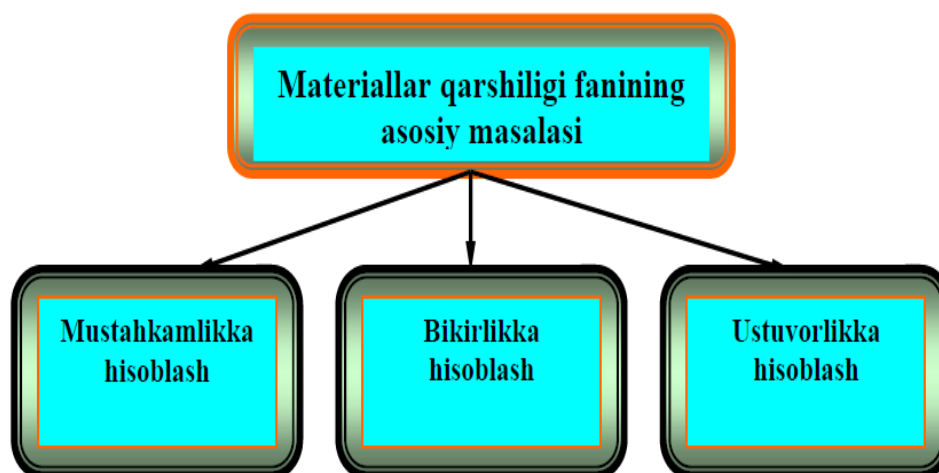 Materiallar qarshiligi fanining
asosiy masalasi
Mustahkamlikka
hisoblash
Bikirlikka
hisoblash
Ustuvorlikka
hisoblash